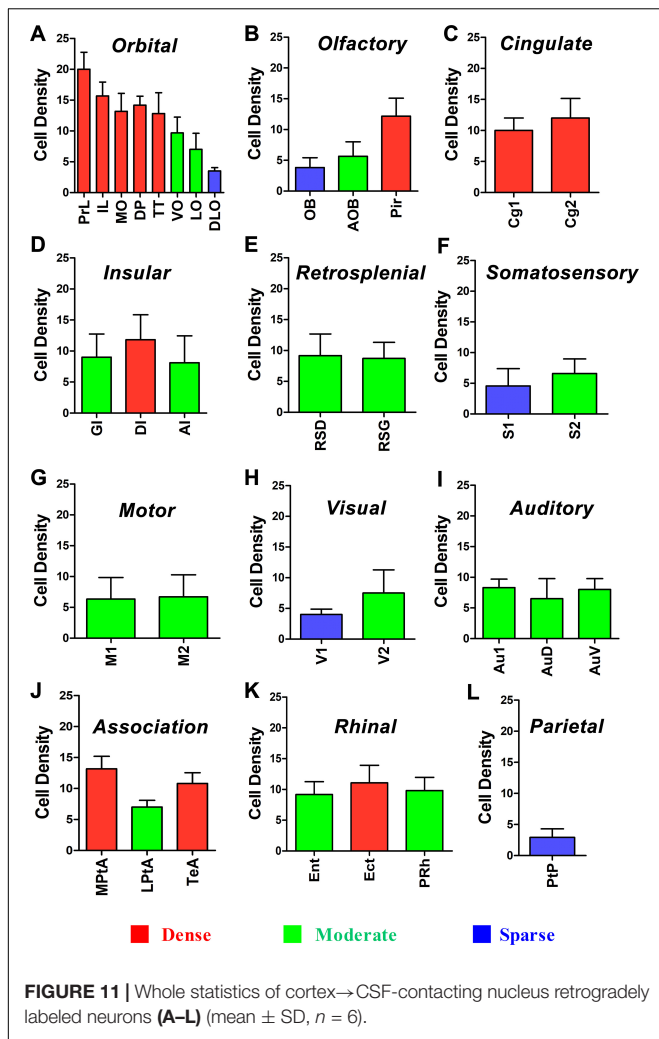 A
Orbital
Cell Density
25
20
15
10
5
0
PrL
IL
MO
DP
TT
VO
LO
DLO
B
Olfactory
Cell Density
25
20
15
10
5
0
OB
AOB
Pir
C
Cingulate
Cell Density
25
20
15
10
5
0
Cg1
Cg2
D
Insular
Cell Density
25
20
15
10
5
0
GI
DI
AI
E
Retrosplenial
Cell Density
25
20
15
10
5
0
RSD
RSG
F
Somatosensory
Cell Density
25
20
15
10
5
0
S1
S2
G
Motor
Cell Density
25
20
15
10
5
0
M1
M2
H
Visual
Cell Density
25
20
15
10
5
0
V1
V2
I
Auditory
Cell Density
25
20
15
10
5
0
Au1
AuD
AuV
J
Association
Cell Density
25
20
15
10
5
0
MPtA
LPtA
TeA
K
Rhinal
Cell Density
25
20
15
10
5
0
Ent
Ect
PRh
L
Parietal
Cell Density
25
20
15
10
5
0
PtP
Dense
Moderate
Sparse
FIGURE 11 | Whole statistics of cortex→CSF-contacting nucleus retrogradely
labeled neurons (A–L) (mean ± SD, n = 6).